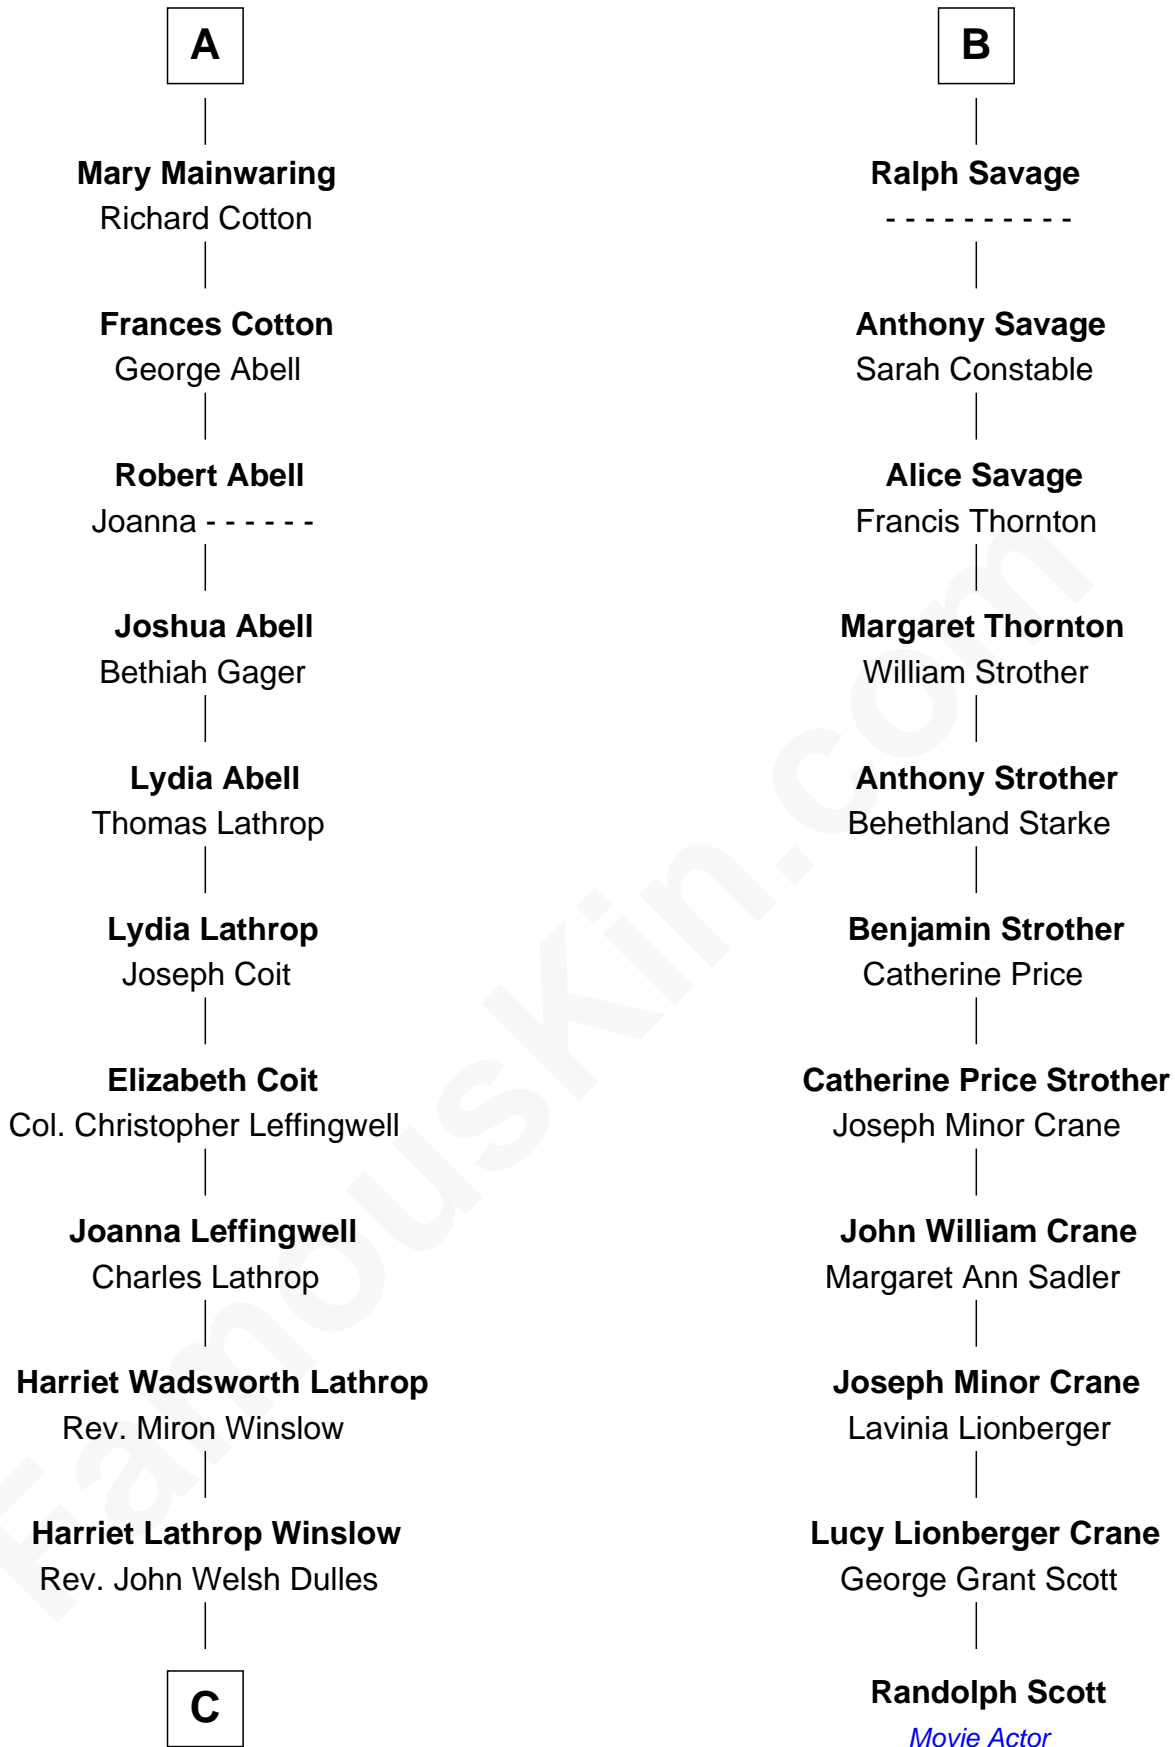 A
Mary Mainwaring
Richard Cotton
Frances Cotton
George Abell
Robert Abell
Joanna - - - - - -
Joshua Abell
Bethiah Gager
Lydia Abell
Thomas Lathrop
Lydia Lathrop
Joseph Coit
Elizabeth Coit
Col. Christopher Leffingwell
Joanna Leffingwell
Charles Lathrop
Harriet Wadsworth Lathrop
Rev. Miron Winslow
Harriet Lathrop Winslow
Rev. John Welsh Dulles
C
B
Ralph Savage
- - - - - - - - - -
Anthony Savage
Sarah Constable
Alice Savage
Francis Thornton
Margaret Thornton
William Strother
Anthony Strother
Behethland Starke
Benjamin Strother
Catherine Price
Catherine Price Strother
Joseph Minor Crane
John William Crane
Margaret Ann Sadler
Joseph Minor Crane
Lavinia Lionberger
Lucy Lionberger Crane
George Grant Scott
Randolph Scott
Movie Actor
FamousKin.com